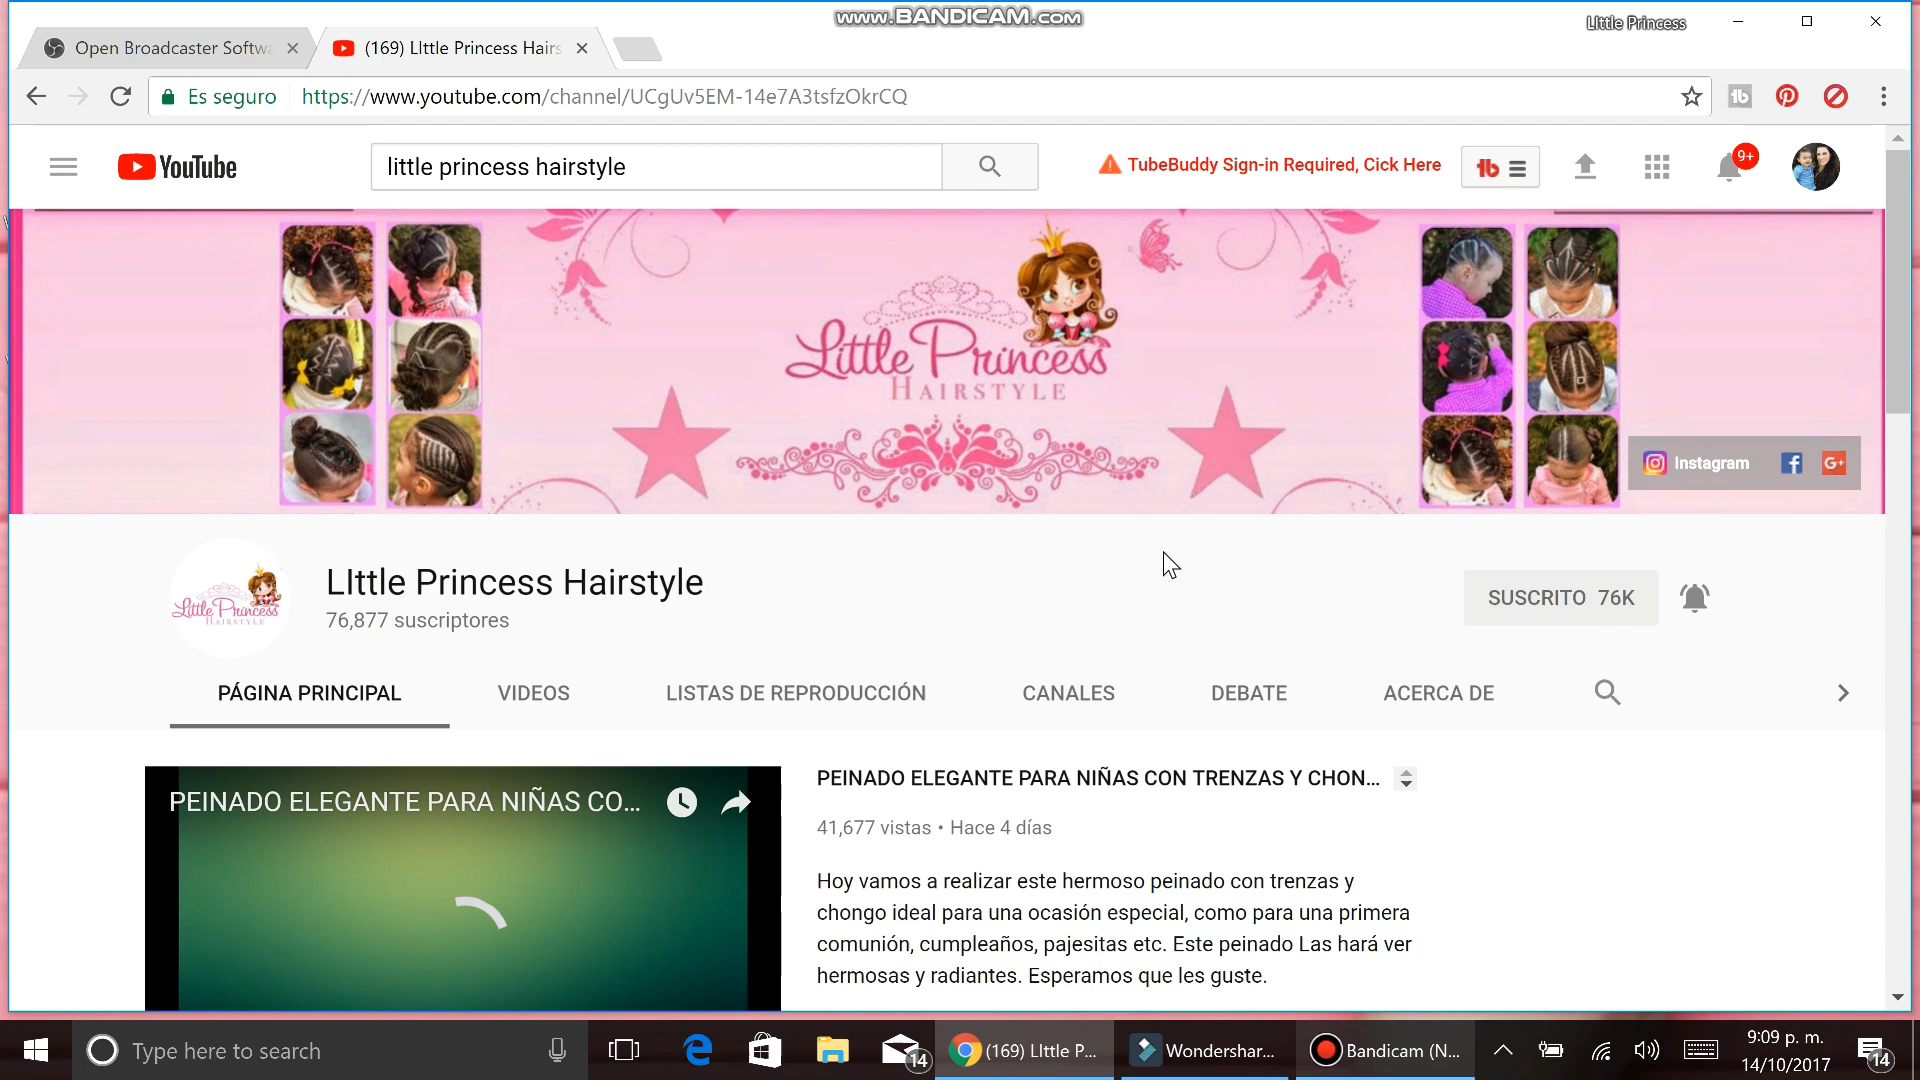 www.BANDICAM.com
LIttle Princess
Open Broadcaster Softwa
(169) LIttle Princess Hairs
Es seguro
https://www.youtube.com/channel/UCgUv5EM-14e7A3tsfzOkrCQ
YouTube
little princess hairstyle
TubeBuddy Sign-in Required, Cick Here
9+
Little Princess
HAIRSTYLE
Instagram
G+
Little Princess
HAIRSTYLE
LIttle Princess Hairstyle
76,877 suscriptores
SUSCRITO 76K
PÁGINA PRINCIPAL
VIDEOS
LISTAS DE REPRODUCCIÓN
CANALES
DEBATE
ACERCA DE
PEINADO ELEGANTE PARA NIÑAS CO...
PEINADO ELEGANTE PARA NIÑAS CON TRENZAS Y CHON...
41,677 vistas • Hace 4 días
Hoy vamos a realizar este hermoso peinado con trenzas y
chongo ideal para una ocasión especial, como para una primera
comunión, cumpleaños, pajesitas etc. Este peinado Las hará ver
hermosas y radiantes. Esperamos que les guste.
Type here to search
14
(169) LIttle P...
Wondershar...
Bandicam (N...
9:09 p. m.
14/10/2017
14